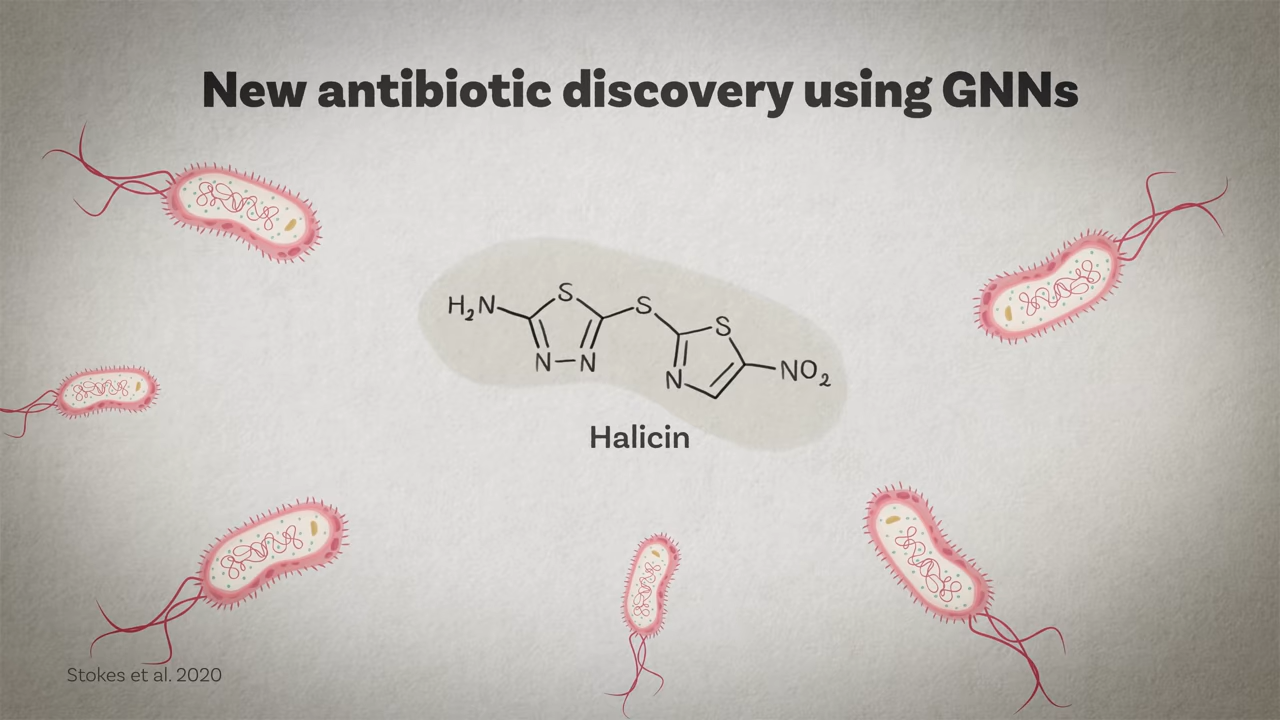 New antibiotic discovery using GNNs
H₂N S S S
N N N NO₂
Halicin
Stokes et al. 2020